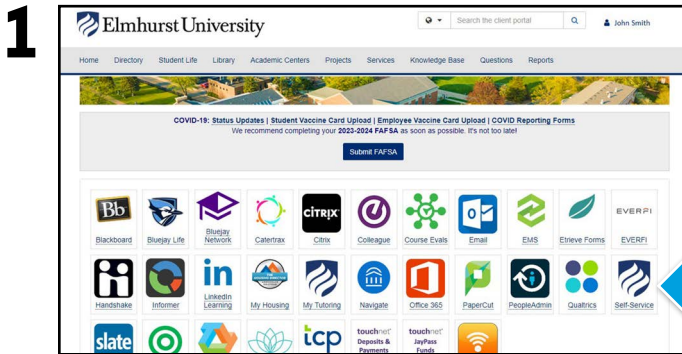 1
Elmhurst University
Search the client portal
John Smith
Home Directory Student Life Library Academic Centers Projects Services Knowledge Base Questions Reports
COVID-19: Status Updates | Student Vaccine Card Upload | Employee Vaccine Card Upload | COVID Reporting Forms
We recommend completing your 2023-2024 FAFSA as soon as possible. It's not too late!
Submit FAFSA
Bb
CiTRIX
EVERFI
Blackboard Bluejay Life Bluejay Network Catertrax Citrix Colleague Course Evals Email EMS Etrieve Forms EVERFI
in
Handshake Informer LinkedIn Learning My Housing My Tutoring Navigate Office 365 PaperCut PeopleAdmin Qualtrics Self-Service
slate
tcp
touchnet Deposits & Payments
touchnet JayPass Funds